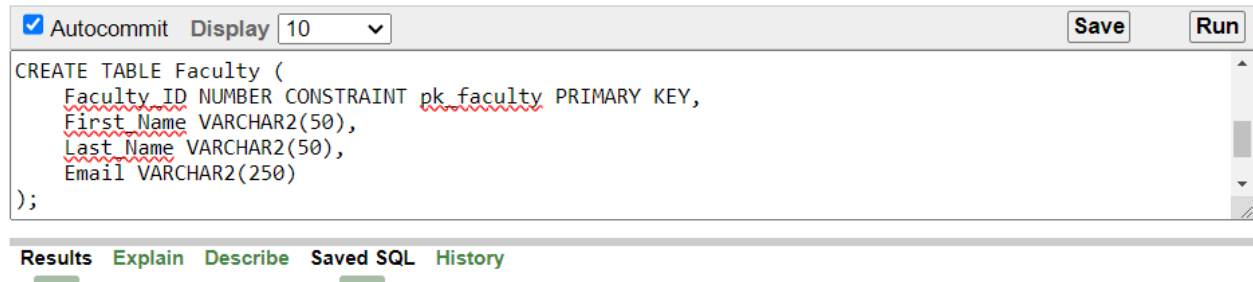 Autocommit Display 10 Save Run
CREATE TABLE Faculty (
    Faculty_ID NUMBER CONSTRAINT pk_faculty PRIMARY KEY,
    First_Name VARCHAR2(50),
    Last_Name VARCHAR2(50),
    Email VARCHAR2(250)
);
Results Explain Describe Saved SQL History